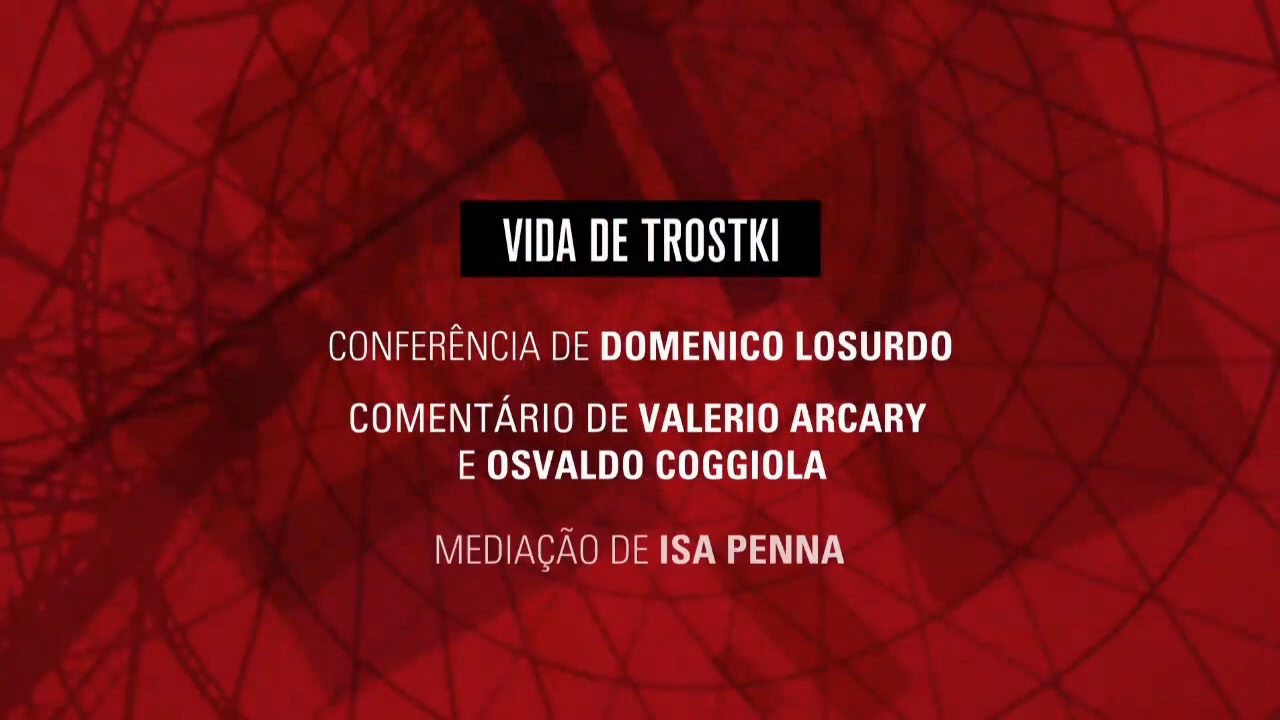 VIDA DE TROSTKI
CONFERÊNCIA DE DOMENICO LOSURDO
COMENTÁRIO DE VALERIO ARCARY
E OSVALDO COGGIOLA
MEDIAÇÃO DE ISA PENNA